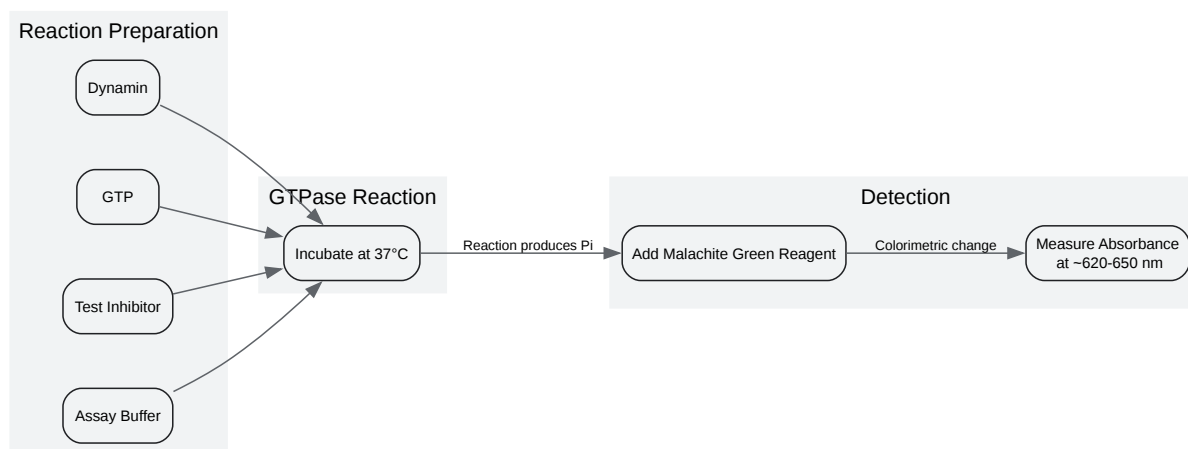 Reaction Preparation
Dynamin
GTP
Test Inhibitor
Assay Buffer
GTPase Reaction
Incubate at 37°C
Reaction produces Pi
Detection
Add Malachite Green Reagent
Colorimetric change
Measure Absorbance
at ~620-650 nm